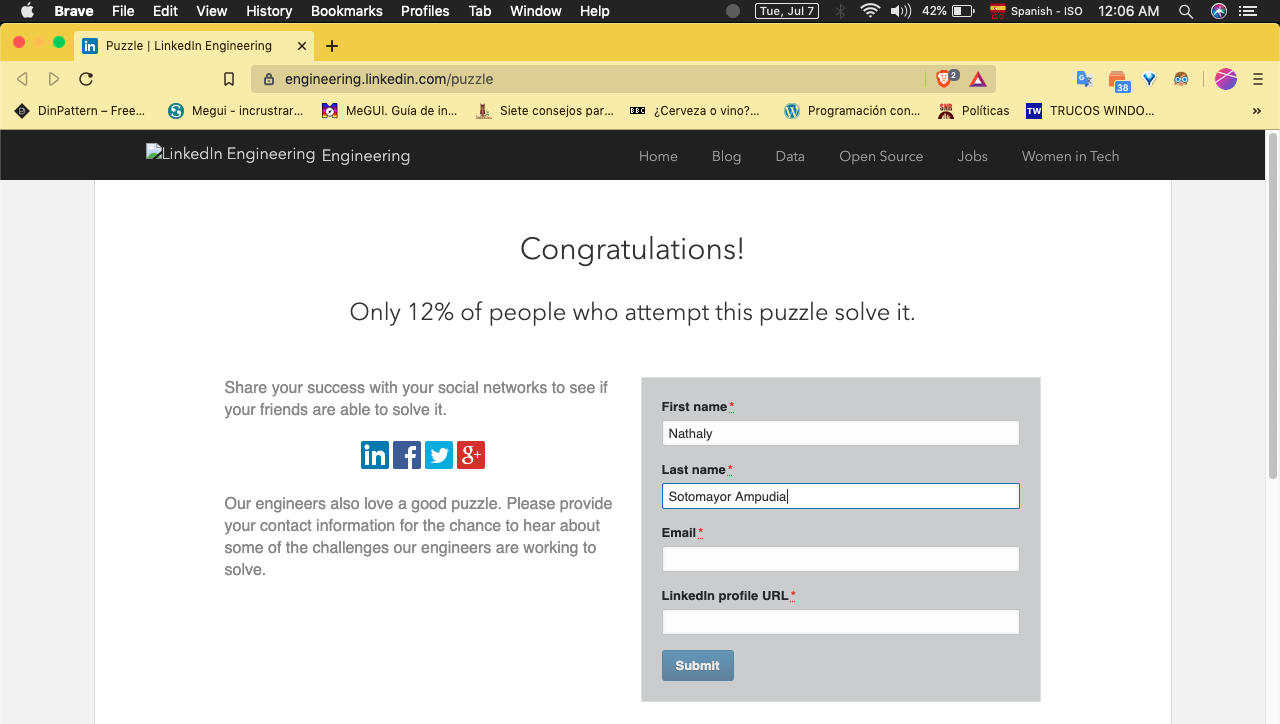 Brave File Edit View History Bookmarks Profiles Tab Window Help Tue, Jul 7 42% ISO Spanish - ISO 12:06 AM
Puzzle | LinkedIn Engineering
engineering.linkedin.com/puzzle 2 38
DinPattern – Free... Megui - incrustrar... MeGUI. Guía de in... Siete consejos par... BBC ¿Cerveza o vino?... Programación con... SNB Políticas TW TRUCOS WINDO... »
LinkedIn Engineering Engineering Home Blog Data Open Source Jobs Women in Tech
Congratulations!
Only 12% of people who attempt this puzzle solve it.
Share your success with your social networks to see if
your friends are able to solve it.
in f g+
Our engineers also love a good puzzle. Please provide
your contact information for the chance to hear about
some of the challenges our engineers are working to
solve.
First name*
Nathaly
Last name*
Sotomayor Ampudia
Email*
LinkedIn profile URL*
Submit